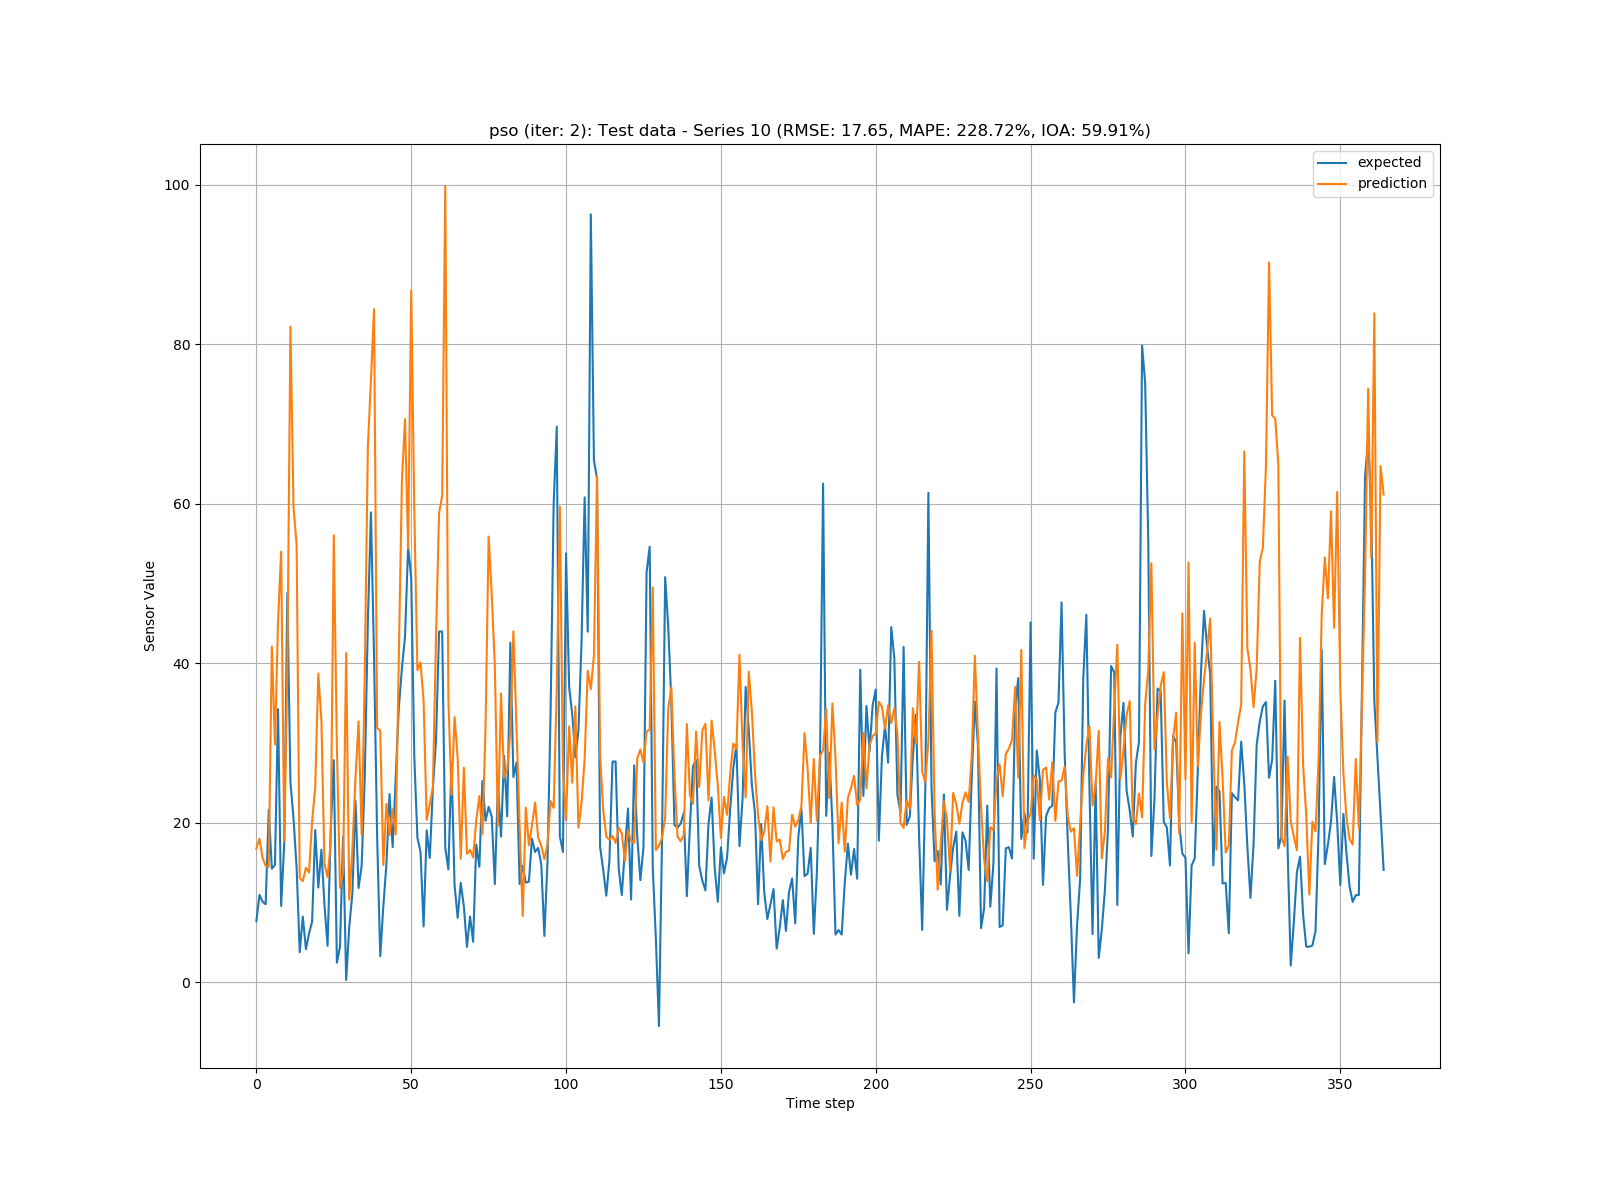 pso (iter: 2): Test data - Series 10 (RMSE: 17.65, MAPE: 228.72%, IOA: 59.91%)
expected
prediction
100
80
60
40
20
0
Sensor Value
0 50 100 150 200 250 300 350
Time step